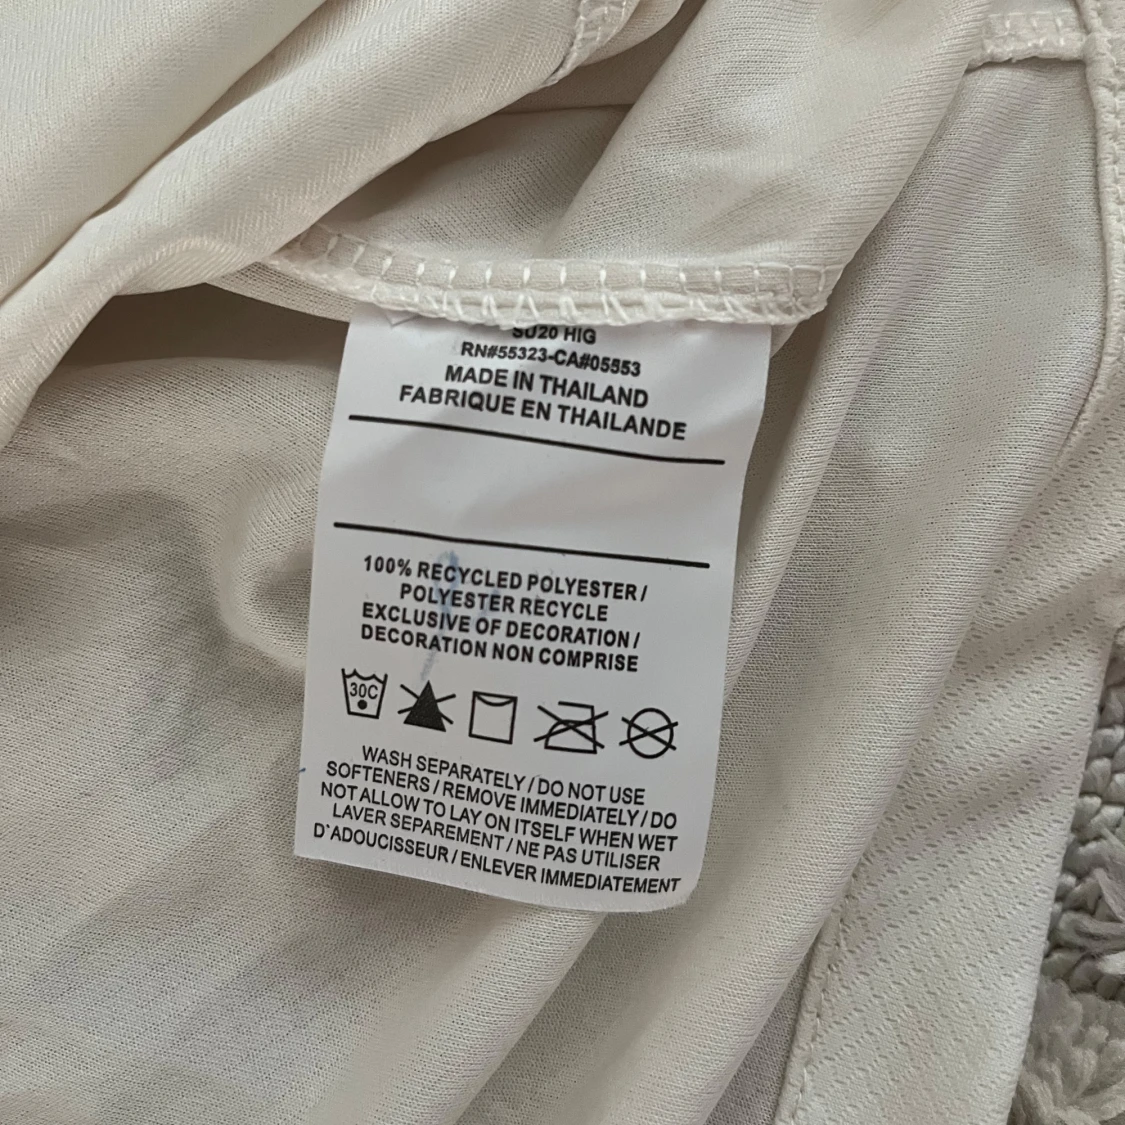 SU20 HIG
RN#55323-CA#05553
MADE IN THAILAND
FABRIQUE EN THAILANDE
100% RECYCLED POLYESTER /
POLYESTER RECYCLE
EXCLUSIVE OF DECORATION /
DECORATION NON COMPRISE
30C
WASH SEPARATELY / DO NOT USE
SOFTENERS / REMOVE IMMEDIATELY / DO
NOT ALLOW TO LAY ON ITSELF WHEN WET
LAVER SEPAREMENT / NE PAS UTILISER
D`ADOUCISSEUR / ENLEVER IMMEDIATEMENT